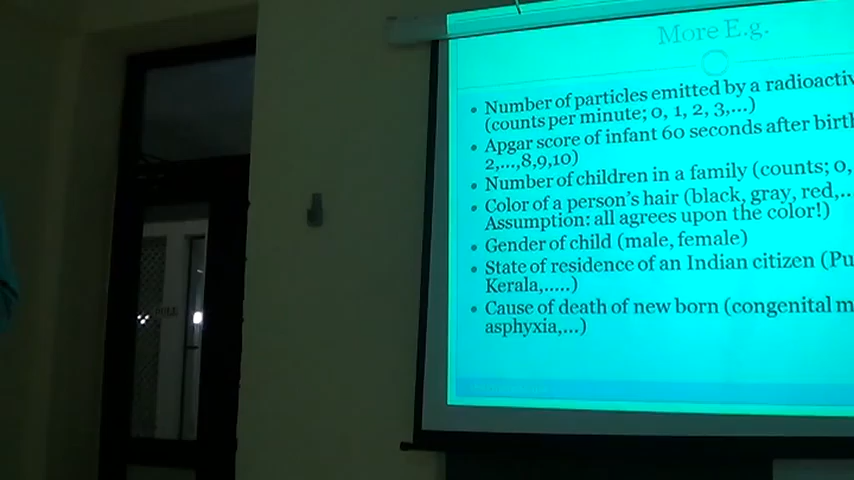 More E.g.
• Number of particles emitted by a radioactiv
(counts per minute; 0, 1, 2, 3,...)
• Apgar score of infant 60 seconds after birth
2,...,8,9,10)
• Number of children in a family (counts; 0,
• Color of a person's hair (black, gray, red,..
Assumption: all agrees upon the color!)
• Gender of child (male, female)
• State of residence of an Indian citizen (Pu
Kerala,.....)
• Cause of death of new born (congenital m
asphyxia,...)
PULL